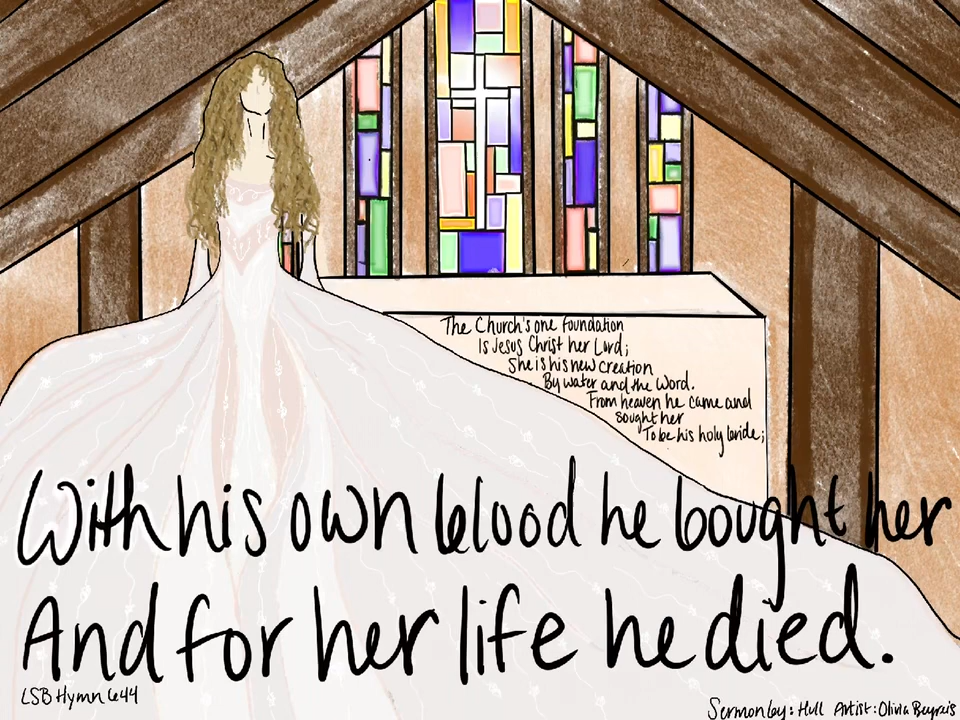 The Church's one foundation
Is Jesus Christ her Lord;
She is his new creation
By water and the Word.
From heaven he came and
sought her
To be his holy bride;
With his own blood he bought her
And for her life he died.
LSB Hymn 644
Sermon by: Hull Artist: Olivia